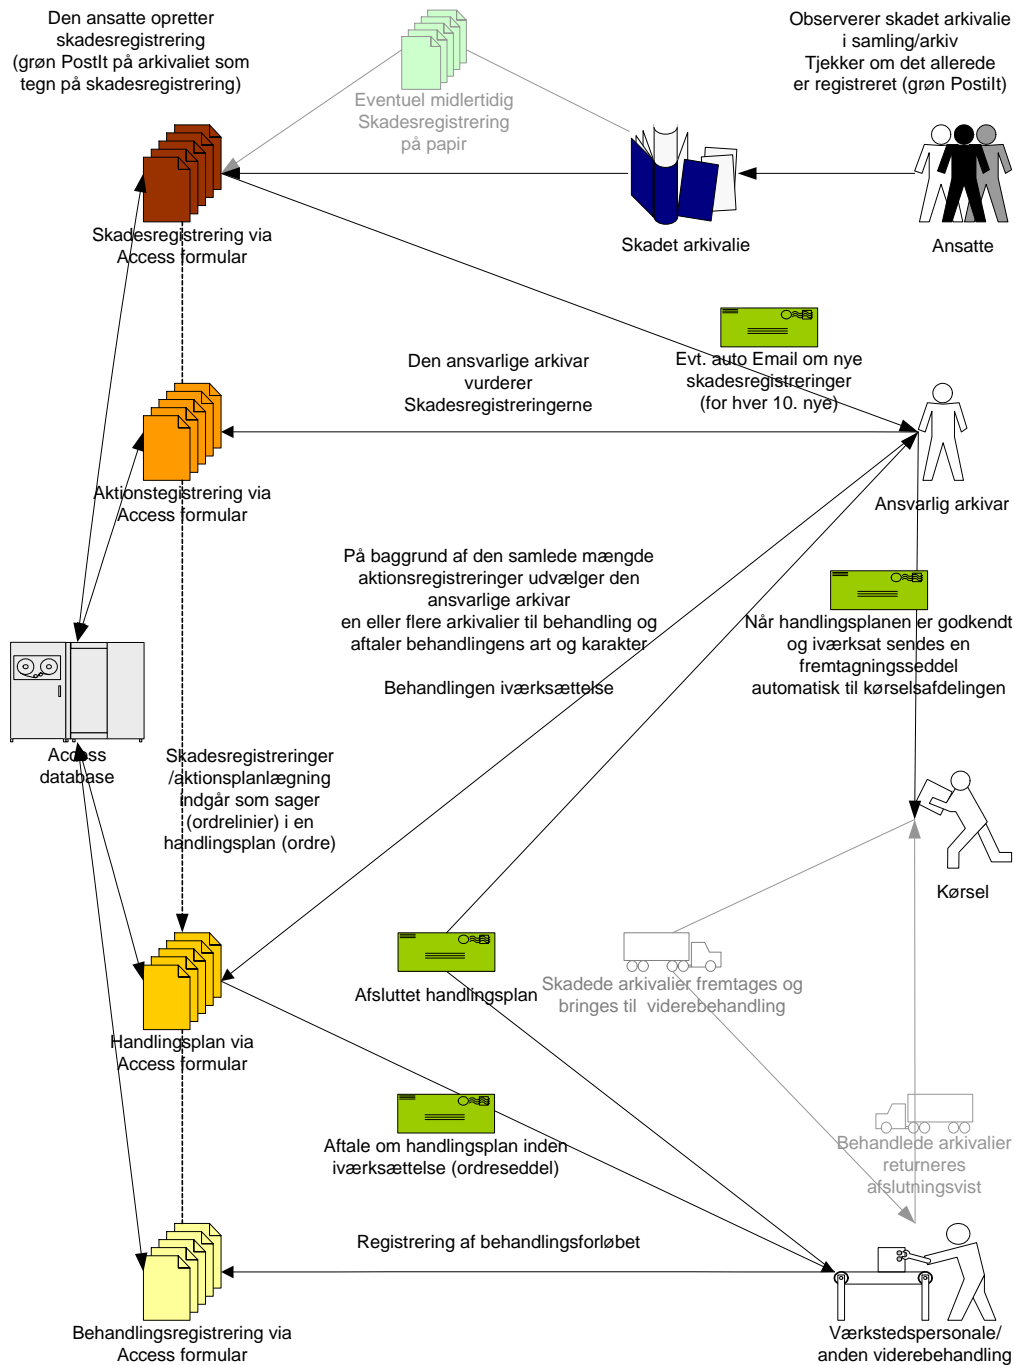 Den ansatte opretter
skadesregistrering
(grøn PostIt på arkivaliet som
tegn på skadesregistrering)
Eventuel midlertidig
Skadesregistrering
på papir
Observerer skadet arkivalie
i samling/arkiv
Tjekker om det allerede
er registreret (grøn PostiIt)
Skadesregistrering via
Access formular
Skadet arkivalie
Ansatte
Den ansvarlige arkivar
vurderer
Skadesregistreringerne
Evt. auto Email om nye
skadesregistreringer
(for hver 10. nye)
Aktionstegistrering via
Access formular
Ansvarlig arkivar
På baggrund af den samlede mængde
aktionsregistreringer udvælger den
ansvarlige arkivar
en eller flere arkivalier til behandling og
aftaler behandlingens art og karakter
Behandlingen iværksættelse
Når handlingsplanen er godkendt
og iværksat sendes en
fremtagningsseddel
automatisk til kørselsafdelingen
Access
database
Skadesregistreringer
/aktionsplanlægning
indgår som sager
(ordrelinier) i en
handlingsplan (ordre)
Kørsel
Afsluttet handlingsplan
Skadede arkivalier fremtages og
bringes til viderebehandling
Handlingsplan via
Access formular
Aftale om handlingsplan inden
iværksættelse (ordreseddel)
Behandlede arkivalier
returneres
afslutningsvist
Registrering af behandlingsforløbet
Behandlingsregistrering via
Access formular
Værkstedspersonale/
anden viderebehandling